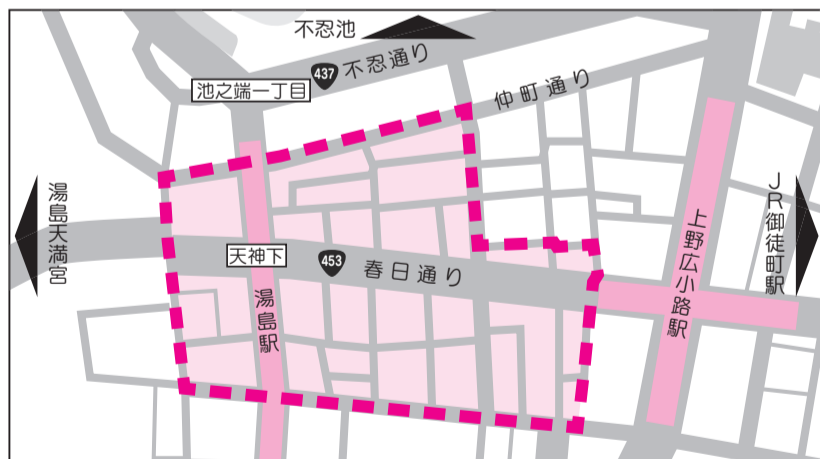 不忍池
437
不忍通り
池之端一丁目
仲町通り
湯島天満宮
JR御徒町駅
上野広小路駅
天神下
453
春日通り
湯島駅